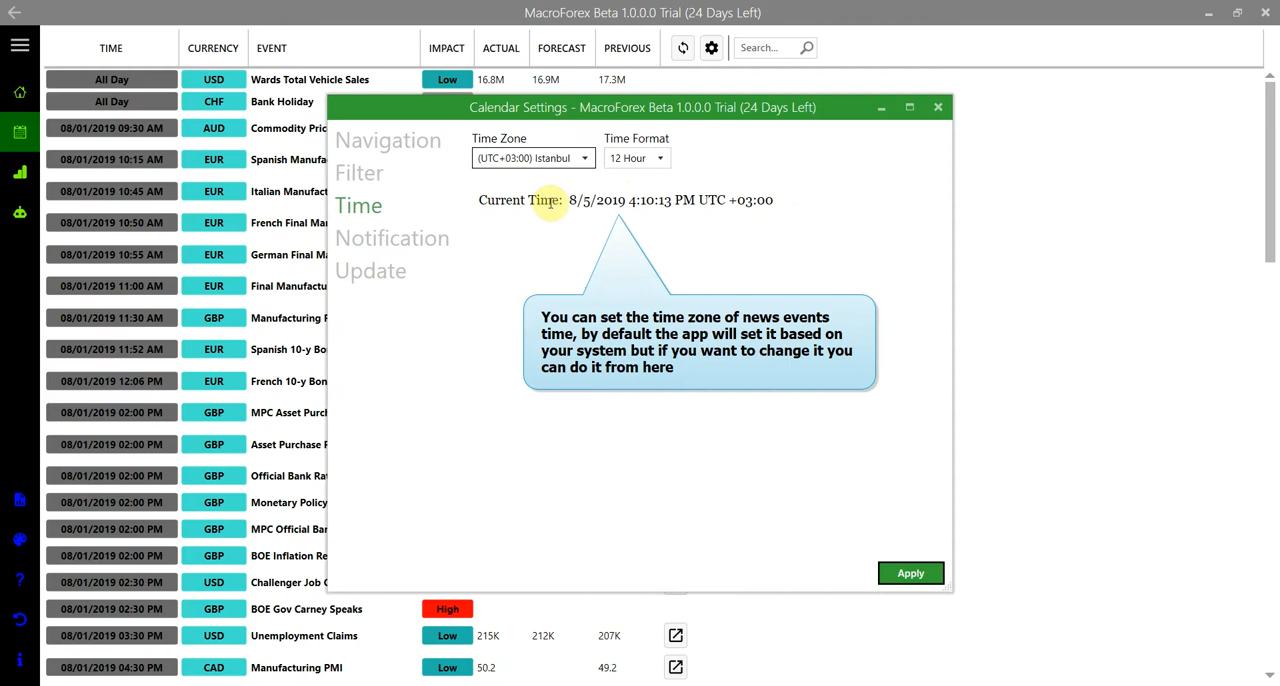 MacroForex Beta 1.0.0.0 Trial (24 Days Left)
TIME CURRENCY EVENT IMPACT ACTUAL FORECAST PREVIOUS Search...
All Day USD Wards Total Vehicle Sales Low 16.8M 16.9M 17.3M
All Day CHF Bank Holiday
08/01/2019 09:30 AM AUD Commodity Pric
08/01/2019 10:15 AM EUR Spanish Manufa
08/01/2019 10:45 AM EUR Italian Manufact
08/01/2019 10:50 AM EUR French Final Ma
08/01/2019 10:55 AM EUR German Final M
08/01/2019 11:00 AM EUR Final Manufactu
08/01/2019 11:30 AM GBP Manufacturing P
08/01/2019 11:52 AM EUR Spanish 10-y Bo
08/01/2019 12:06 PM EUR French 10-y Bon
08/01/2019 02:00 PM GBP MPC Asset Purch
08/01/2019 02:00 PM GBP Asset Purchase F
08/01/2019 02:00 PM GBP Official Bank Rat
08/01/2019 02:00 PM GBP Monetary Policy
08/01/2019 02:00 PM GBP MPC Official Ban
08/01/2019 02:00 PM GBP BOE Inflation Re
08/01/2019 02:30 PM USD Challenger Job C
08/01/2019 02:30 PM GBP BOE Gov Carney Speaks High
08/01/2019 03:30 PM USD Unemployment Claims Low 215K 212K 207K
08/01/2019 04:30 PM CAD Manufacturing PMI Low 50.2 49.2
Calendar Settings - MacroForex Beta 1.0.0.0 Trial (24 Days Left)
Navigation
Filter
Time
Notification
Update
Time Zone Time Format
(UTC+03:00) Istanbul 12 Hour
Current Time: 8/5/2019 4:10:13 PM UTC +03:00
You can set the time zone of news events
time, by default the app will set it based on
your system but if you want to change it you
can do it from here
Apply